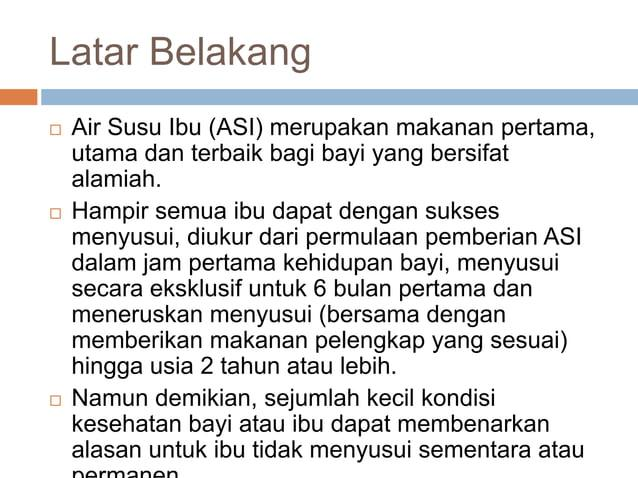 Latar Belakang
Air Susu Ibu (ASI) merupakan makanan pertama,
utama dan terbaik bagi bayi yang bersifat
alamiah.
Hampir semua ibu dapat dengan sukses
menyusui, diukur dari permulaan pemberian ASI
dalam jam pertama kehidupan bayi, menyusui
secara eksklusif untuk 6 bulan pertama dan
meneruskan menyusui (bersama dengan
memberikan makanan pelengkap yang sesuai)
hingga usia 2 tahun atau lebih.
Namun demikian, sejumlah kecil kondisi
kesehatan bayi atau ibu dapat membenarkan
alasan untuk ibu tidak menyusui sementara atau
permanen